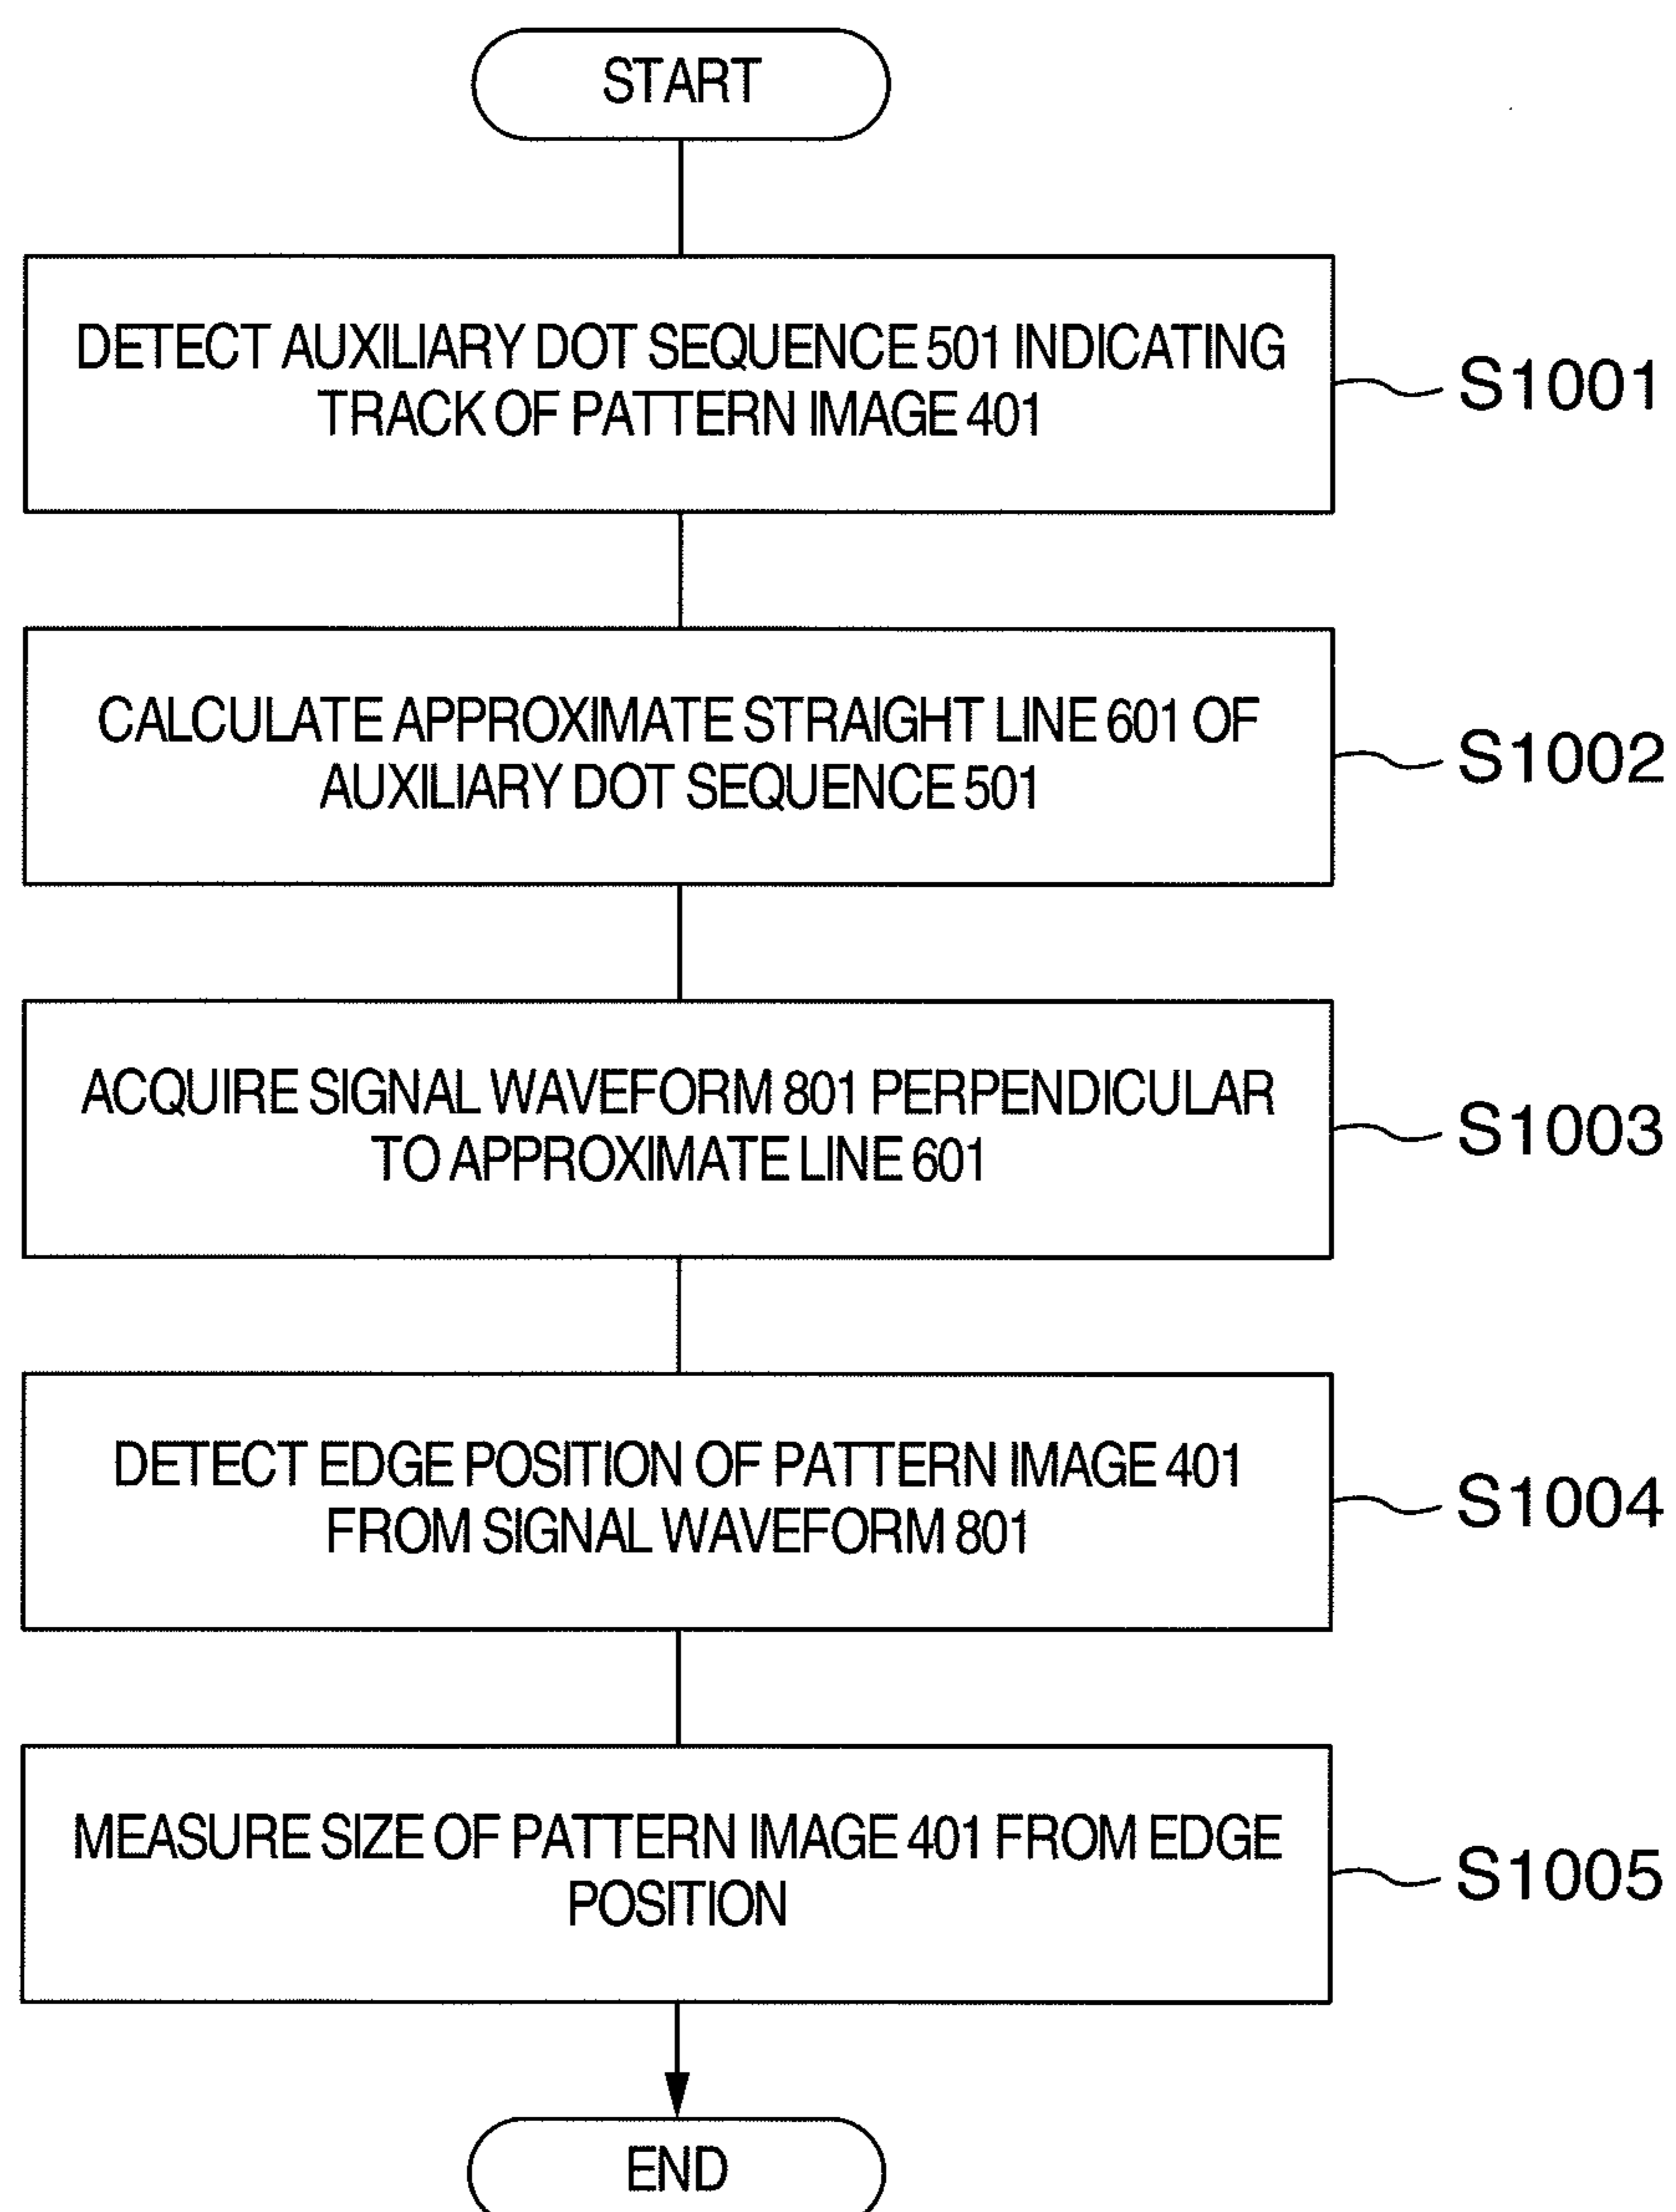 START
DETECT AUXILIARY DOT SEQUENCE 501 INDICATING
TRACK OF PATTERN IMAGE 401
S1001
CALCULATE APPROXIMATE STRAIGHT LINE 601 OF
AUXILIARY DOT SEQUENCE 501
S1002
ACQUIRE SIGNAL WAVEFORM 801 PERPENDICULAR
TO APPROXIMATE LINE 601
S1003
DETECT EDGE POSITION OF PATTERN IMAGE 401
FROM SIGNAL WAVEFORM 801
S1004
MEASURE SIZE OF PATTERN IMAGE 401 FROM EDGE
POSITION
S1005
END